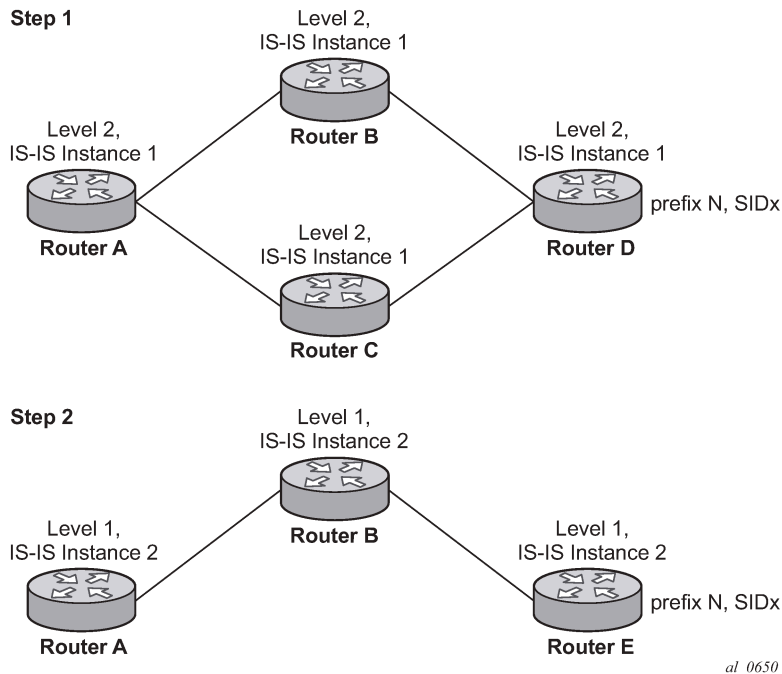 Step 1
Level 2,
IS-IS Instance 1
Router B
Level 2,
IS-IS Instance 1
Router A
Level 2,
IS-IS Instance 1
prefix N, SIDx
Router D
Level 2,
IS-IS Instance 1
Router C
Step 2
Level 1,
IS-IS Instance 2
Router B
Level 1,
IS-IS Instance 2
Router A
Level 1,
IS-IS Instance 2
prefix N, SIDx
Router E
al_0650